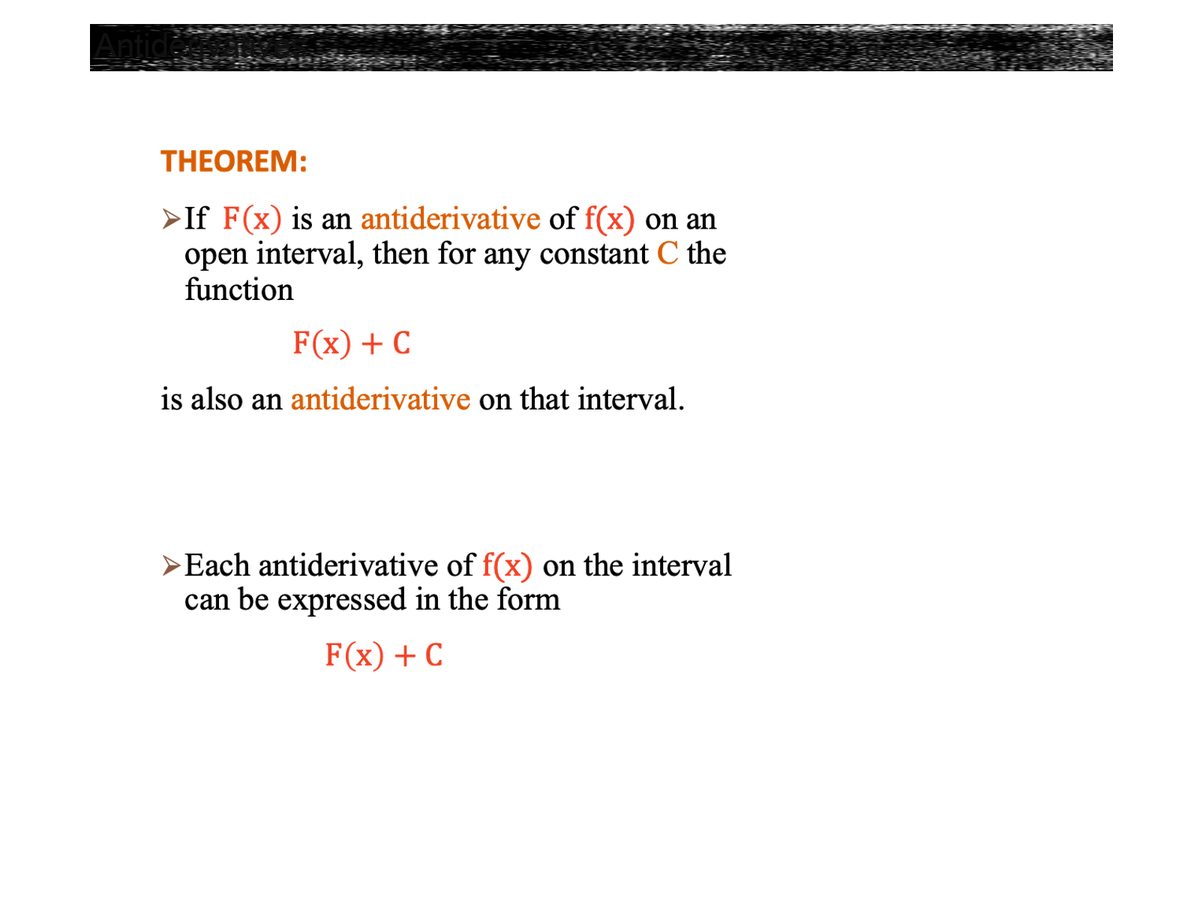 THEOREM:
➢If F(x) is an antiderivative of f(x) on an
open interval, then for any constant C the
function
F(x) + C
is also an antiderivative on that interval.
➢Each antiderivative of f(x) on the interval
can be expressed in the form
F(x) + C